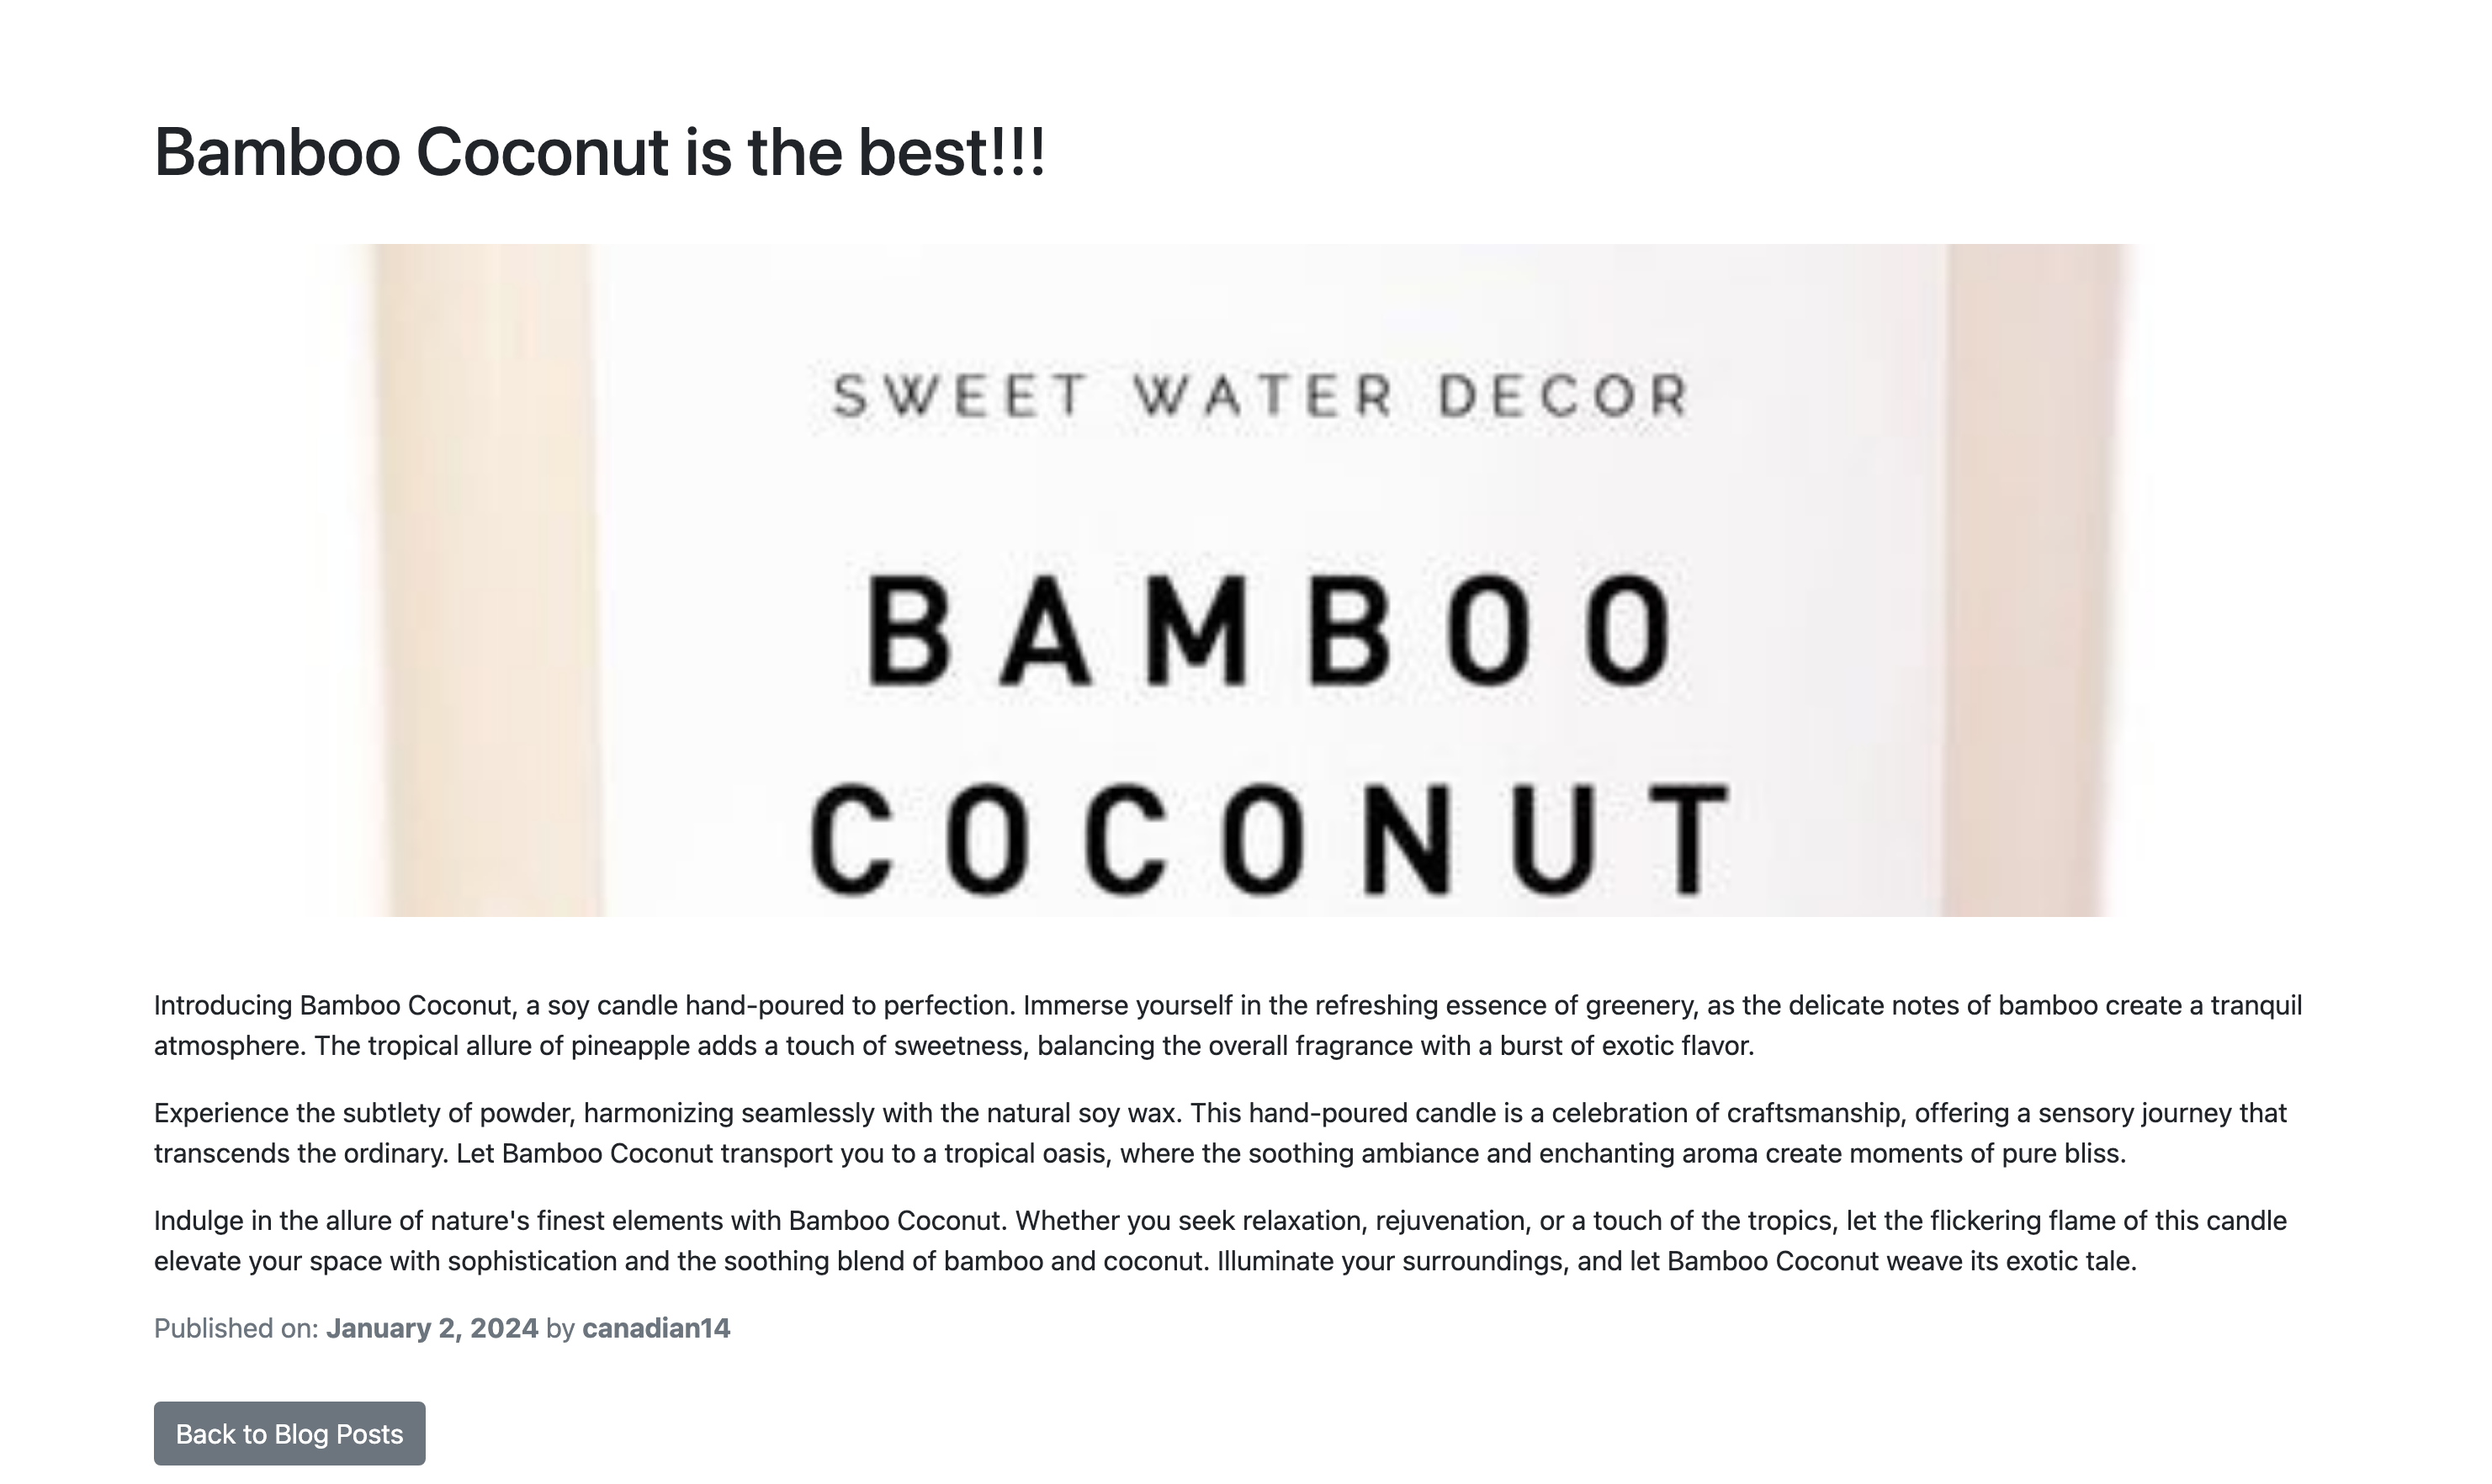 Bamboo Coconut is the best!!!
SWEET WATER DECOR
BAMBOO
COCONUT
Introducing Bamboo Coconut, a soy candle hand-poured to perfection. Immerse yourself in the refreshing essence of greenery, as the delicate notes of bamboo create a tranquil
atmosphere. The tropical allure of pineapple adds a touch of sweetness, balancing the overall fragrance with a burst of exotic flavor.
Experience the subtlety of powder, harmonizing seamlessly with the natural soy wax. This hand-poured candle is a celebration of craftsmanship, offering a sensory journey that
transcends the ordinary. Let Bamboo Coconut transport you to a tropical oasis, where the soothing ambiance and enchanting aroma create moments of pure bliss.
Indulge in the allure of nature's finest elements with Bamboo Coconut. Whether you seek relaxation, rejuvenation, or a touch of the tropics, let the flickering flame of this candle
elevate your space with sophistication and the soothing blend of bamboo and coconut. Illuminate your surroundings, and let Bamboo Coconut weave its exotic tale.
Published on: January 2, 2024 by canadian14
Back to Blog Posts